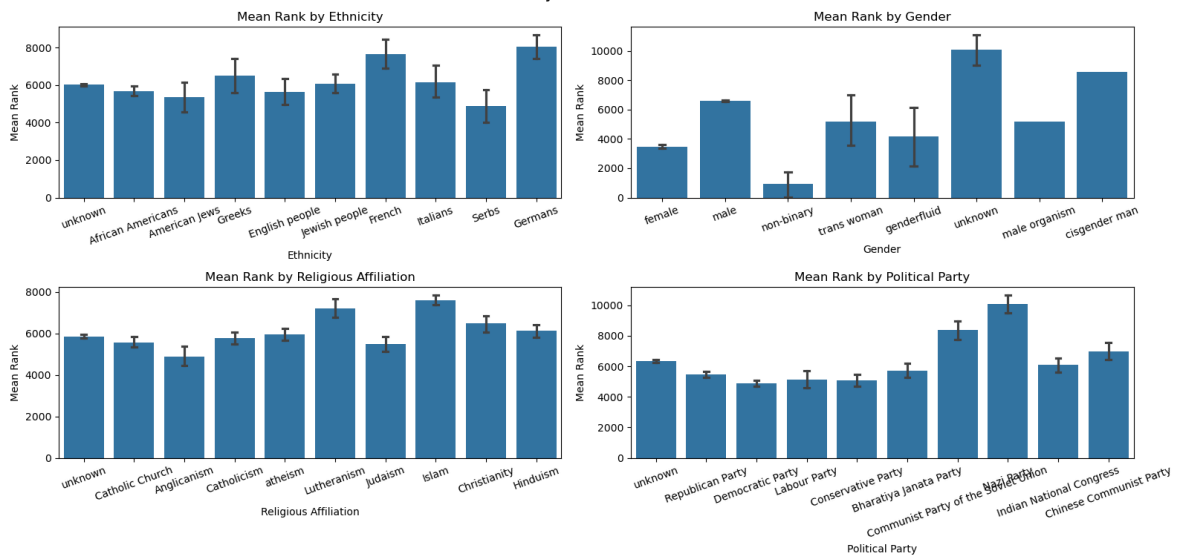 Mean Rank by Ethnicity
Mean Rank
8000
6000
4000
2000
0
unknown
African Americans
American Jews
Greeks
English people
Jewish people
French
Italians
Serbs
Germans
Ethnicity
Mean Rank by Gender
Mean Rank
10000
8000
6000
4000
2000
0
female
male
non-binary
trans woman
genderfluid
unknown
male organism
cisgender man
Gender
Mean Rank by Religious Affiliation
Mean Rank
8000
6000
4000
2000
0
unknown
Catholic Church
Anglicanism
Catholicism
atheism
Lutheranism
Judaism
Islam
Christianity
Hinduism
Religious Affiliation
Mean Rank by Political Party
Mean Rank
10000
8000
6000
4000
2000
0
unknown
Republican Party
Democratic Party
Labour Party
Conservative Party
Bharatiya Janata Party
Communist Party of the Soviet Union
Nazi Party
Indian National Congress
Chinese Communist Party
Political Party